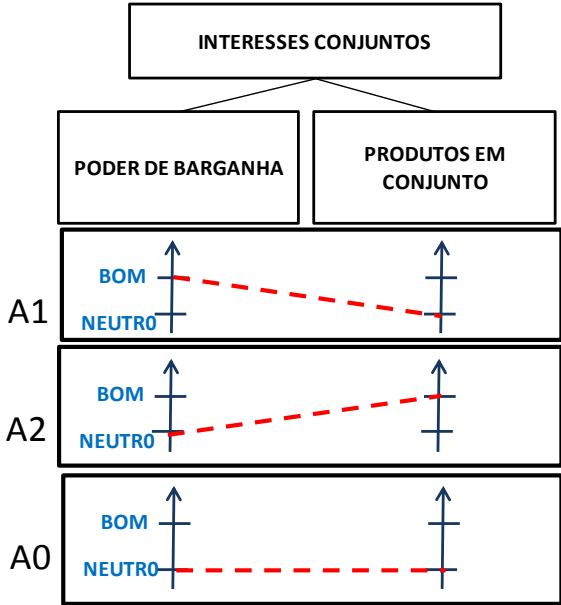 INTERESSES CONJUNTOS
PODER DE BARGANHA
PRODUTOS EM
CONJUNTO
A1
BOM
NEUTR0
A2
BOM
NEUTR0
A0
BOM
NEUTR0